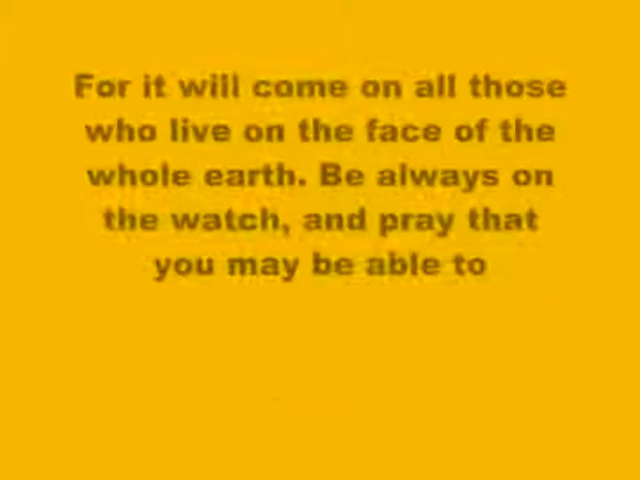 For it will come on all those
who live on the face of the
whole earth. Be always on
the watch, and pray that
you may be able to